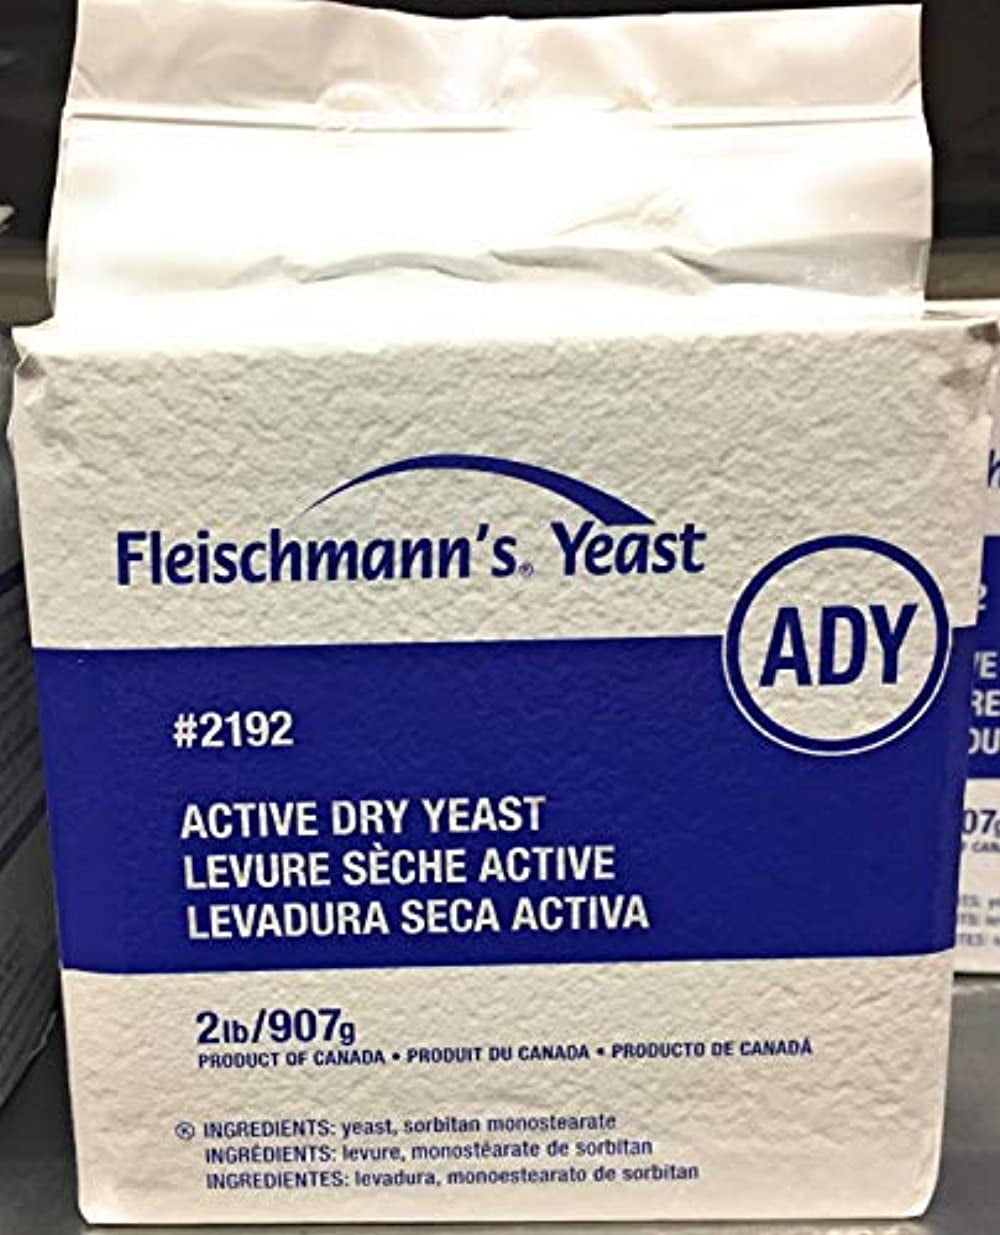 Fleischmann's® Yeast
ADY
#2192
ACTIVE DRY YEAST
LEVURE SÈCHE ACTIVE
LEVADURA SECA ACTIVA
2lb/907g
PRODUCT OF CANADA • PRODUIT DU CANADA • PRODUCTO DE CANADÁ
INGREDIENTS: yeast, sorbitan monostearate
INGRÉDIENTS: levure, monostéarate de sorbitan
INGREDIENTES: levadura, monoestearato de sorbitan